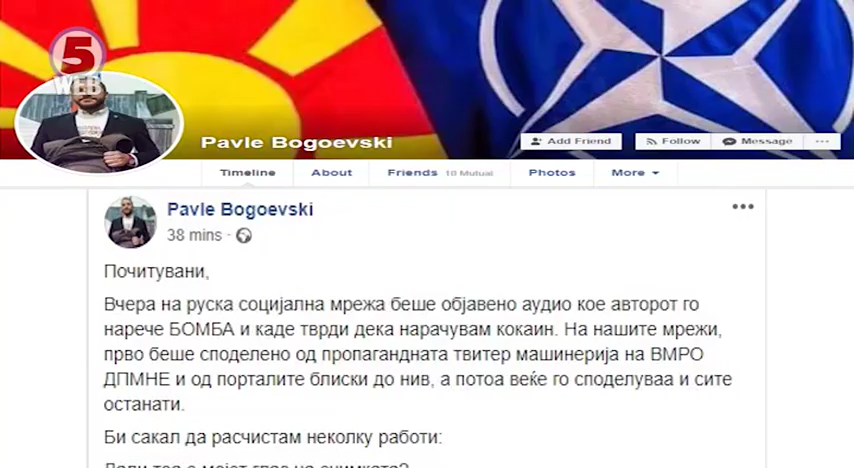 5
WEB
Pavle Bogoevski
Add Friend
Follow
Message
Timeline
About
Friends 10 Mutual
Photos
More
Pavle Bogoevski
38 mins
Почитувани,
Вчера на руска социјална мрежа беше објавено аудио кое авторот го
нарече БОМБА и каде тврди дека нарачувам кокаин. На нашите мрежи,
прво беше споделено од пропагандната твитер машинерија на ВМРО
ДПМНЕ и од порталите блиски до нив, а потоа веќе го споделуваа и сите
останати.
Би сакал да расчистам неколку работи: